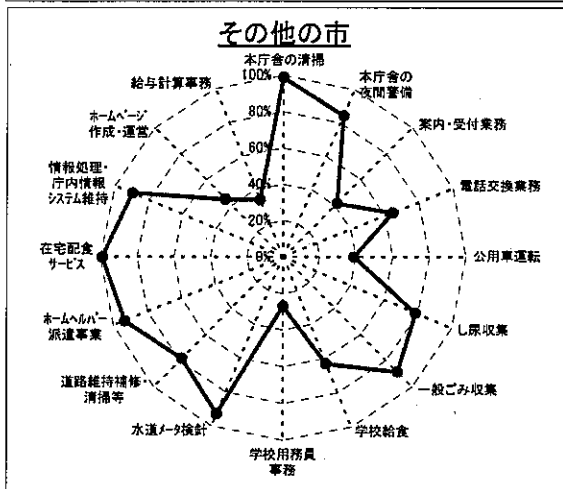 その他の市
本庁舎の清掃
本庁舎の
夜間警備
案内・受付業務
電話交換業務
公用車運転
し尿収集
一般ごみ収集
学校給食
学校用務員
事務
水道メータ検針
道路維持補修
清掃等
ホームヘルパー
派遣事業
在宅配食
サービス
情報処理・
庁内情報
システム維持
ホームページ
作成・運営
給与計算事務
100%
80%
60%
40%
20%
0%